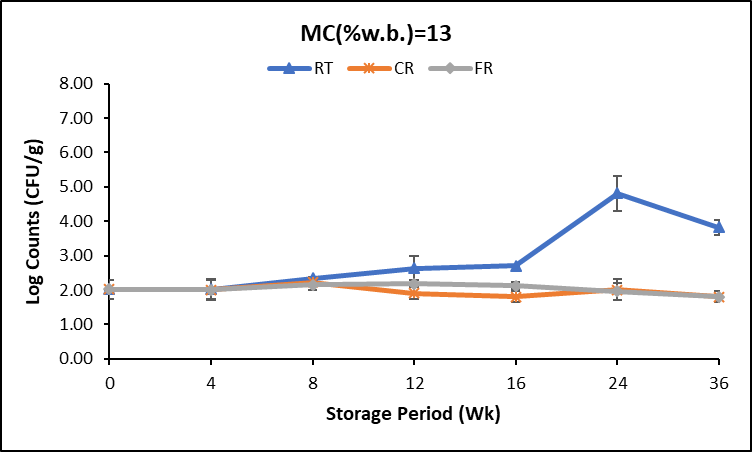 MC(%w.b.)=13
RT CR FR
8.00
7.00
6.00
5.00
4.00
3.00
2.00
1.00
0.00
Log Counts (CFU/g)
0 4 8 12 16 24 36
Storage Period (Wk)